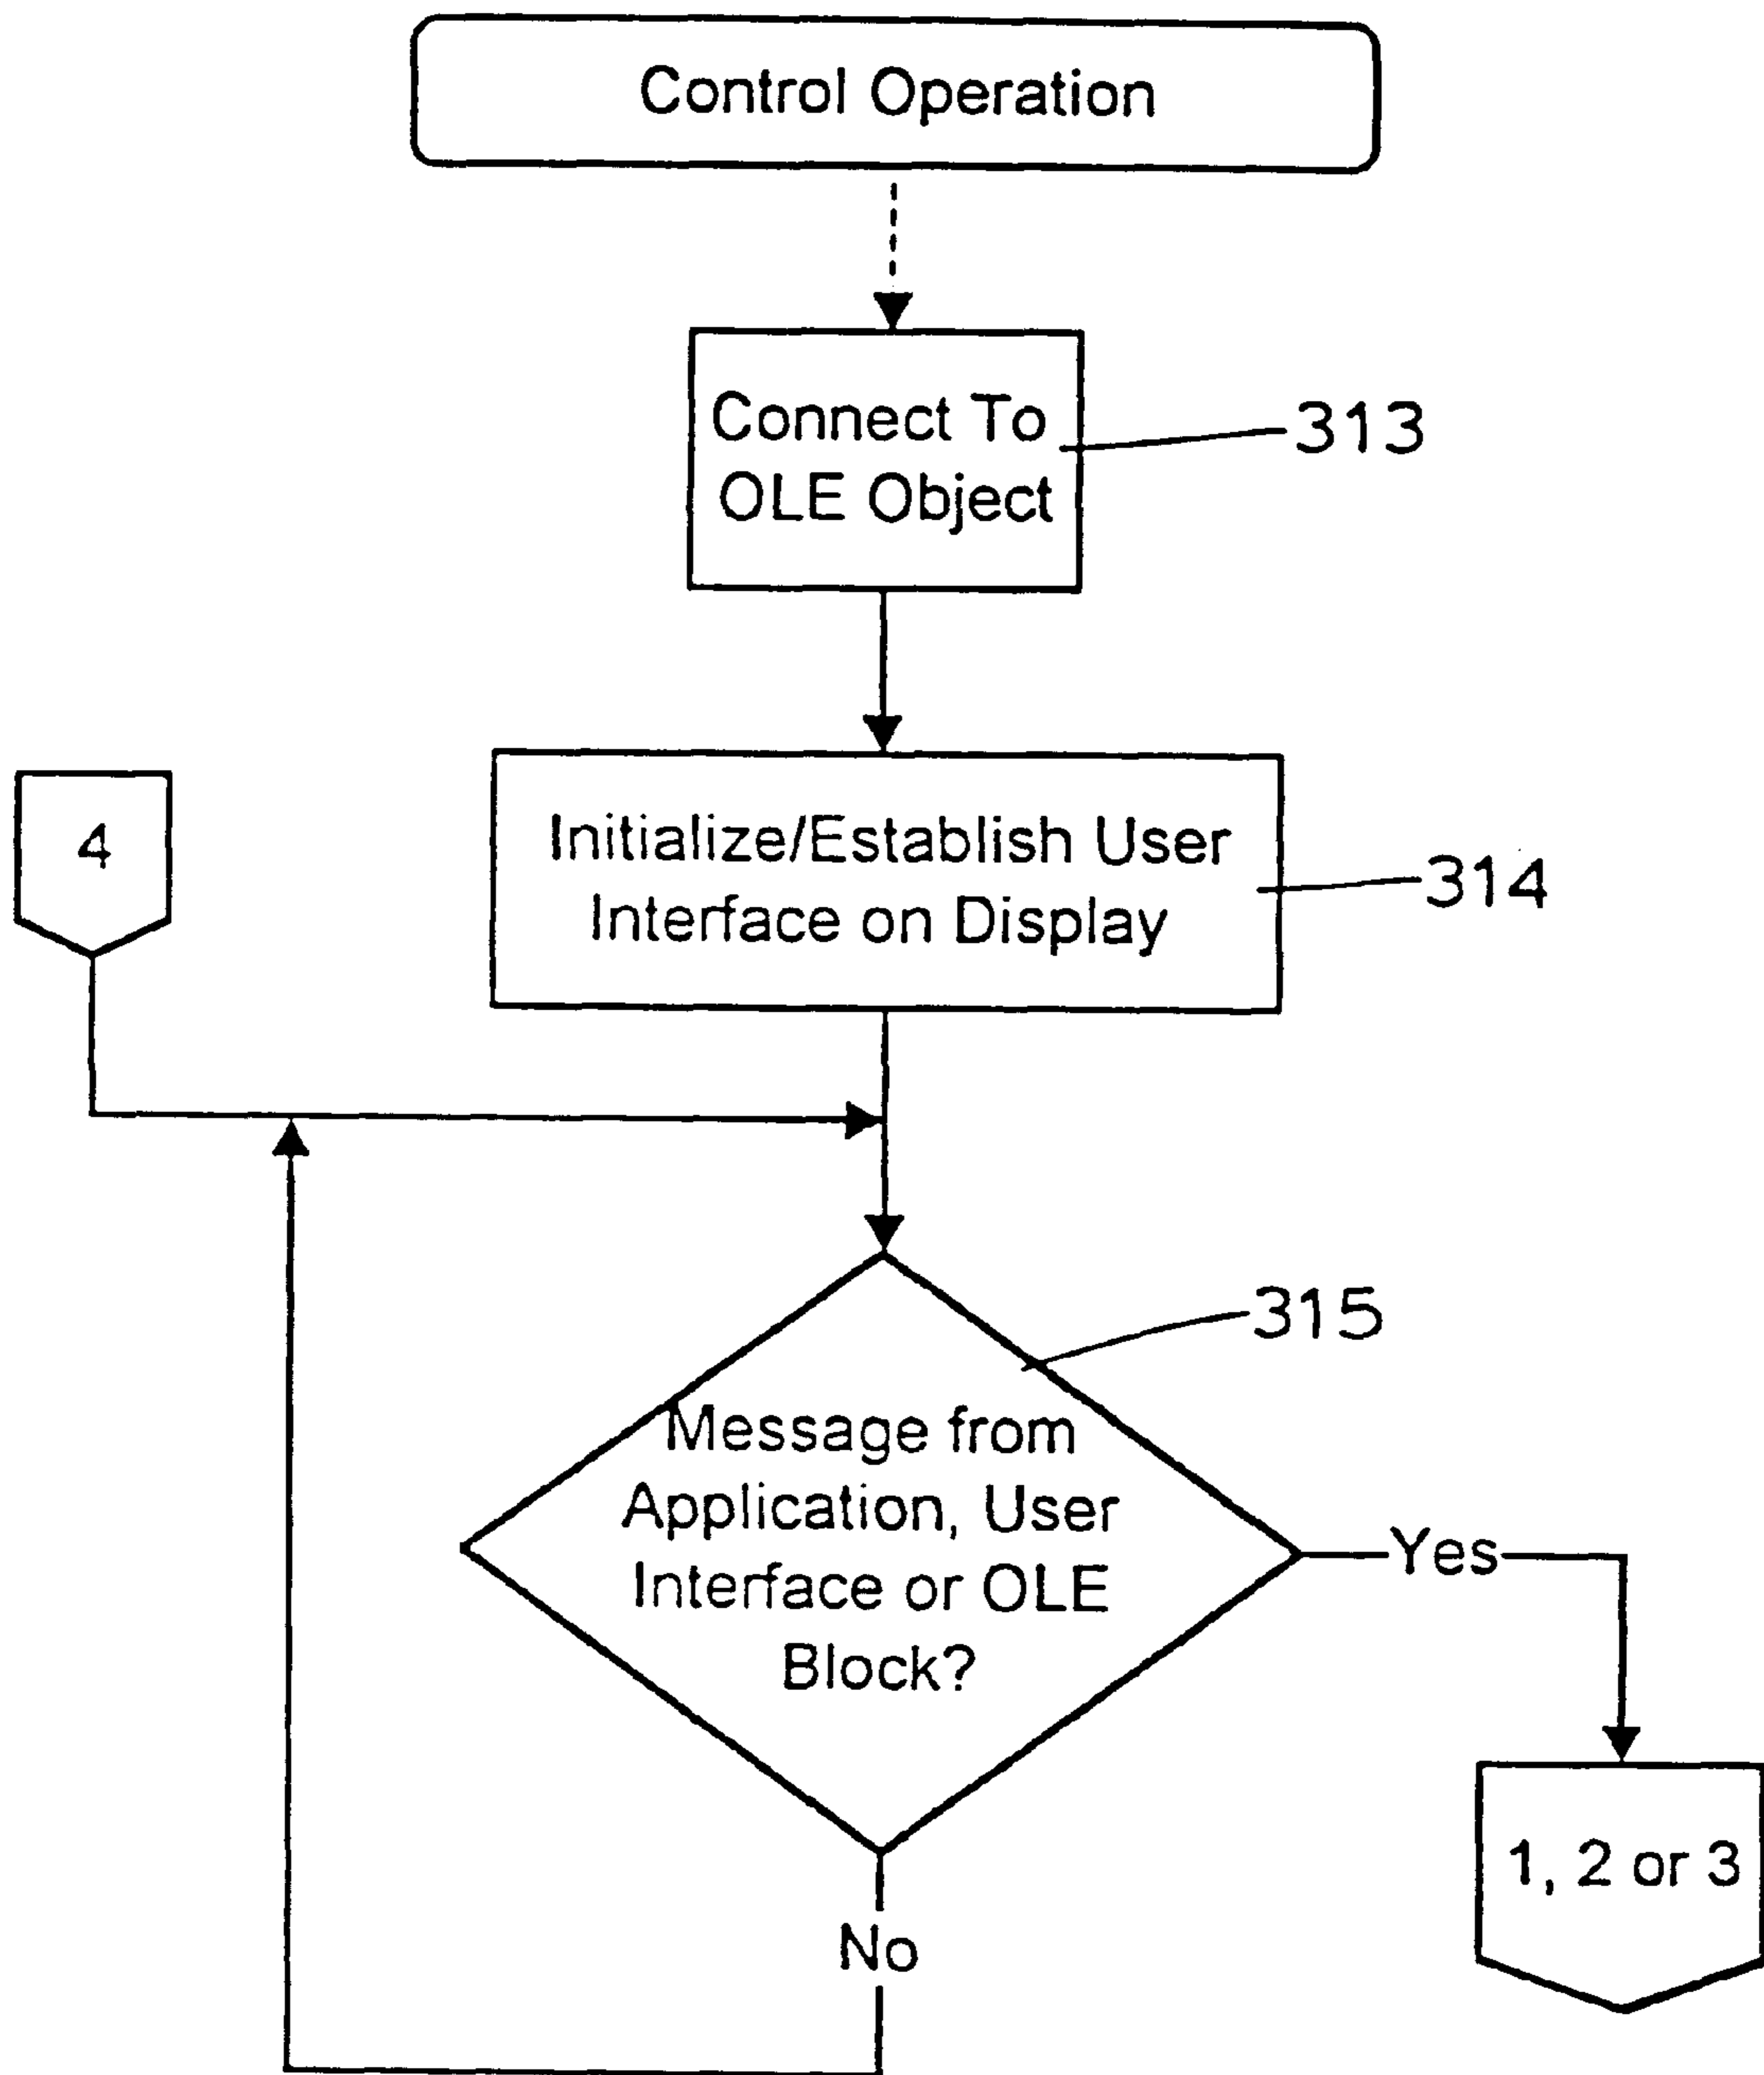 Control Operation
Connect To
OLE Object
313
4
Initialize/Establish User
Interface on Display
314
315
Message from
Application, User
Interface or OLE
Block?
Yes
1, 2 or 3
No